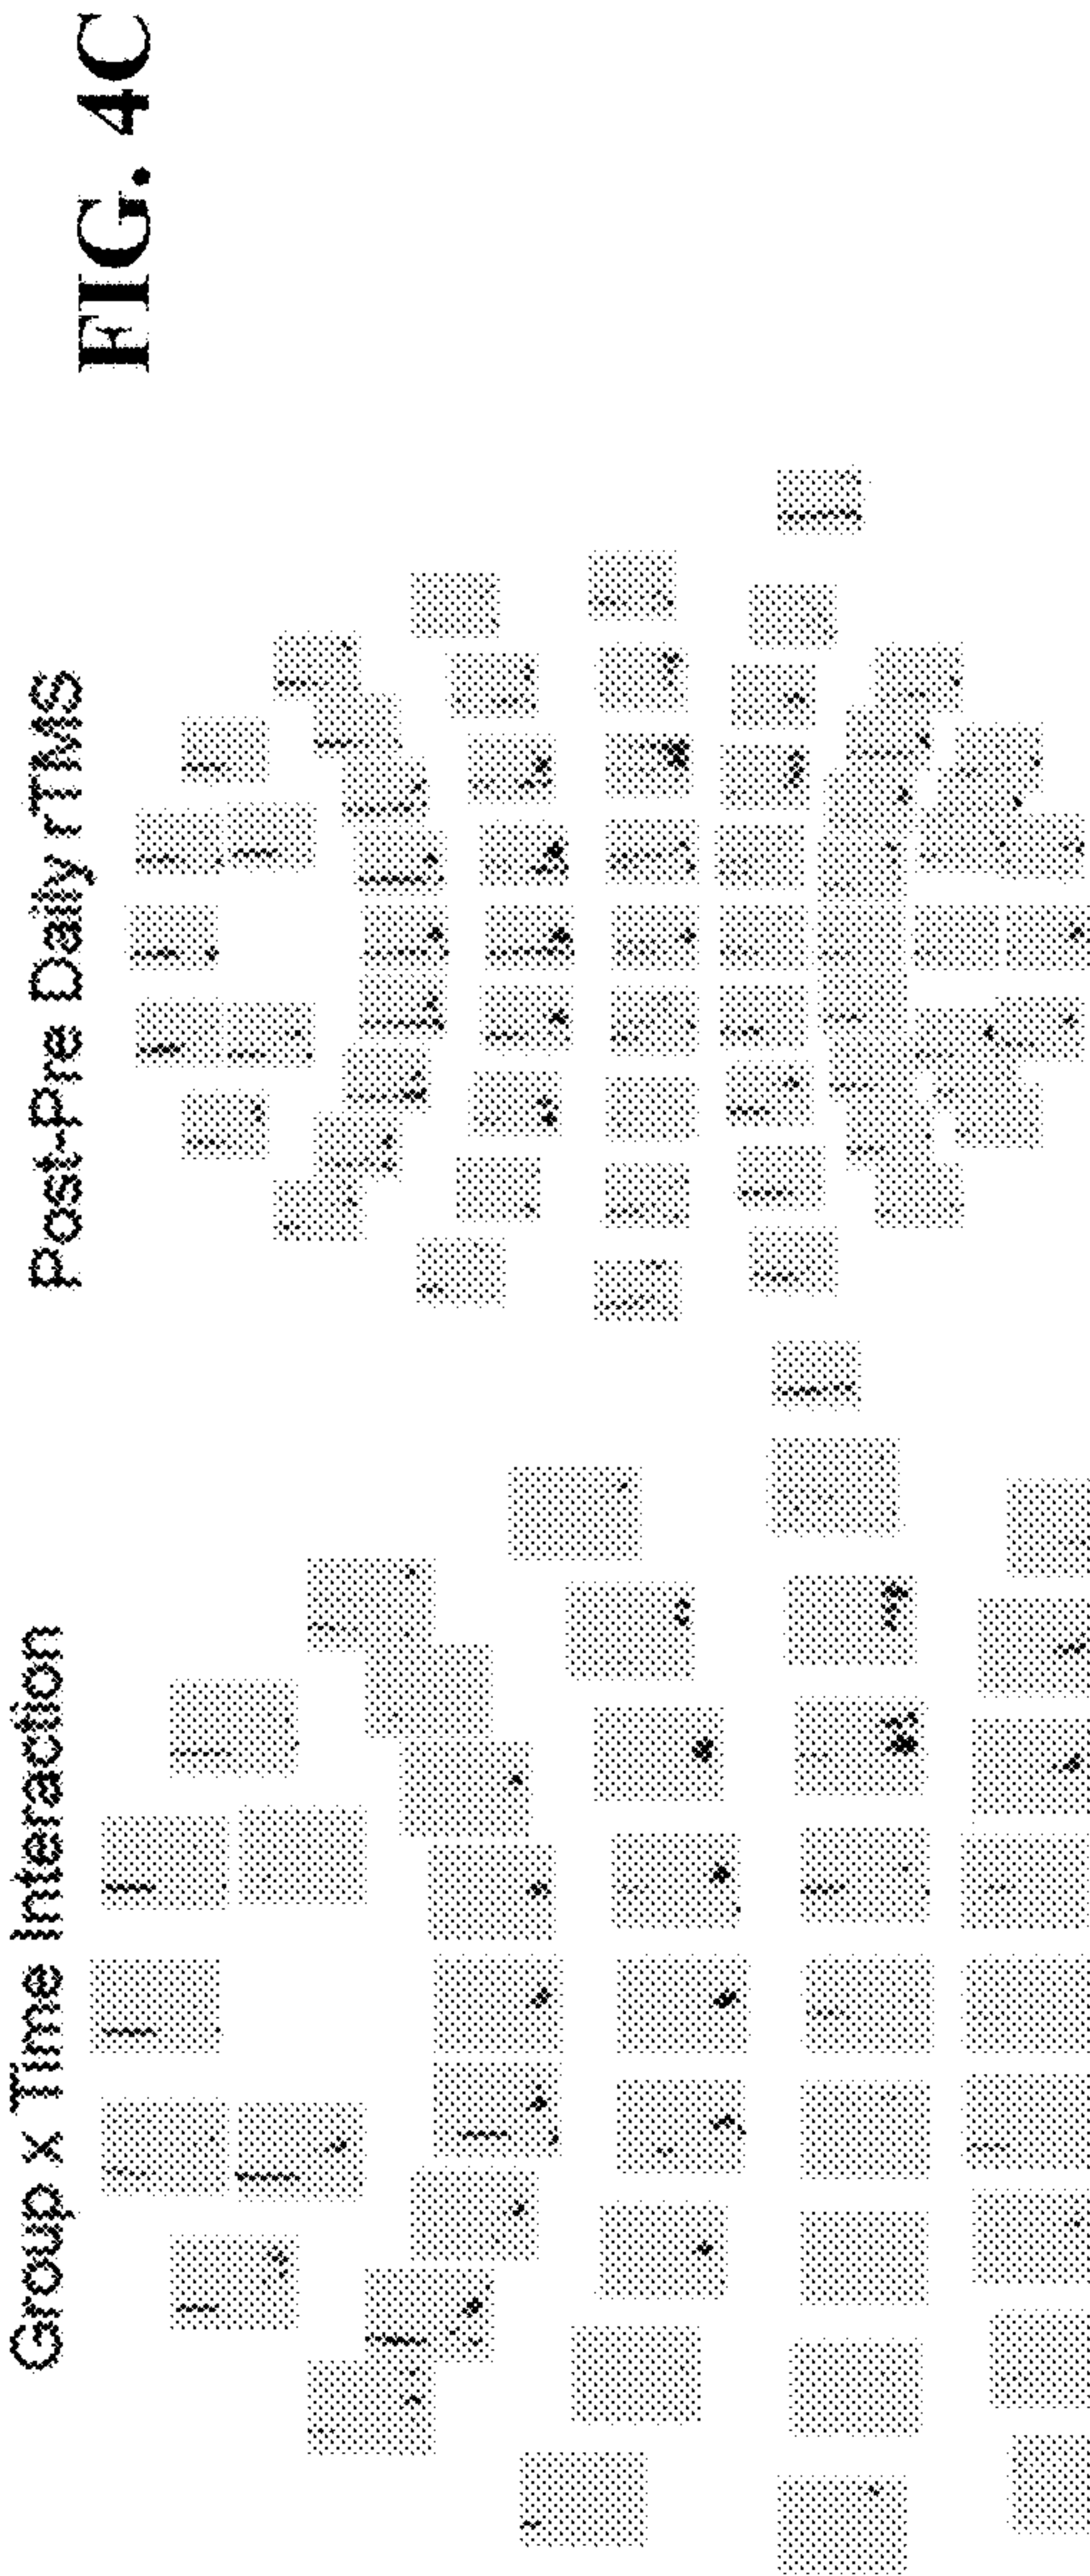 FIG. 4C
Group x Time Interaction
Post-Pre Daily rTMS